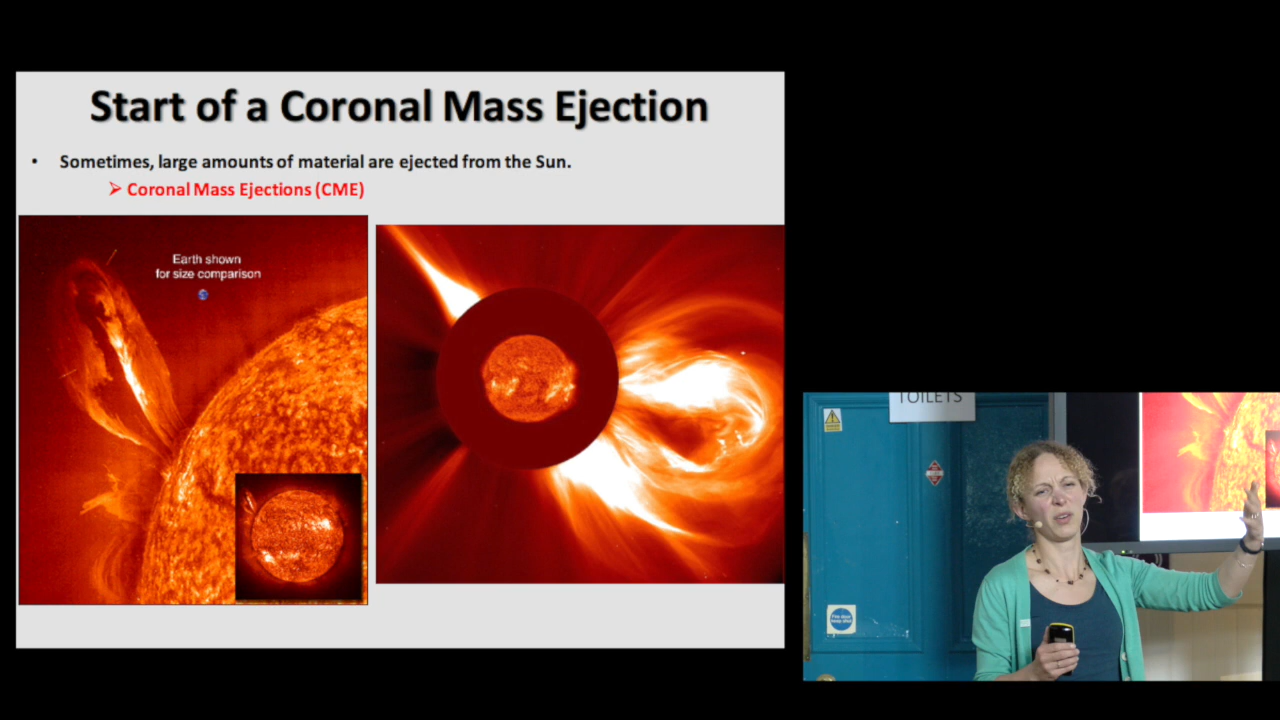 Start of a Coronal Mass Ejection
• Sometimes, large amounts of material are ejected from the Sun.
➢ Coronal Mass Ejections (CME)
Earth shown
for size comparison
TOILETS